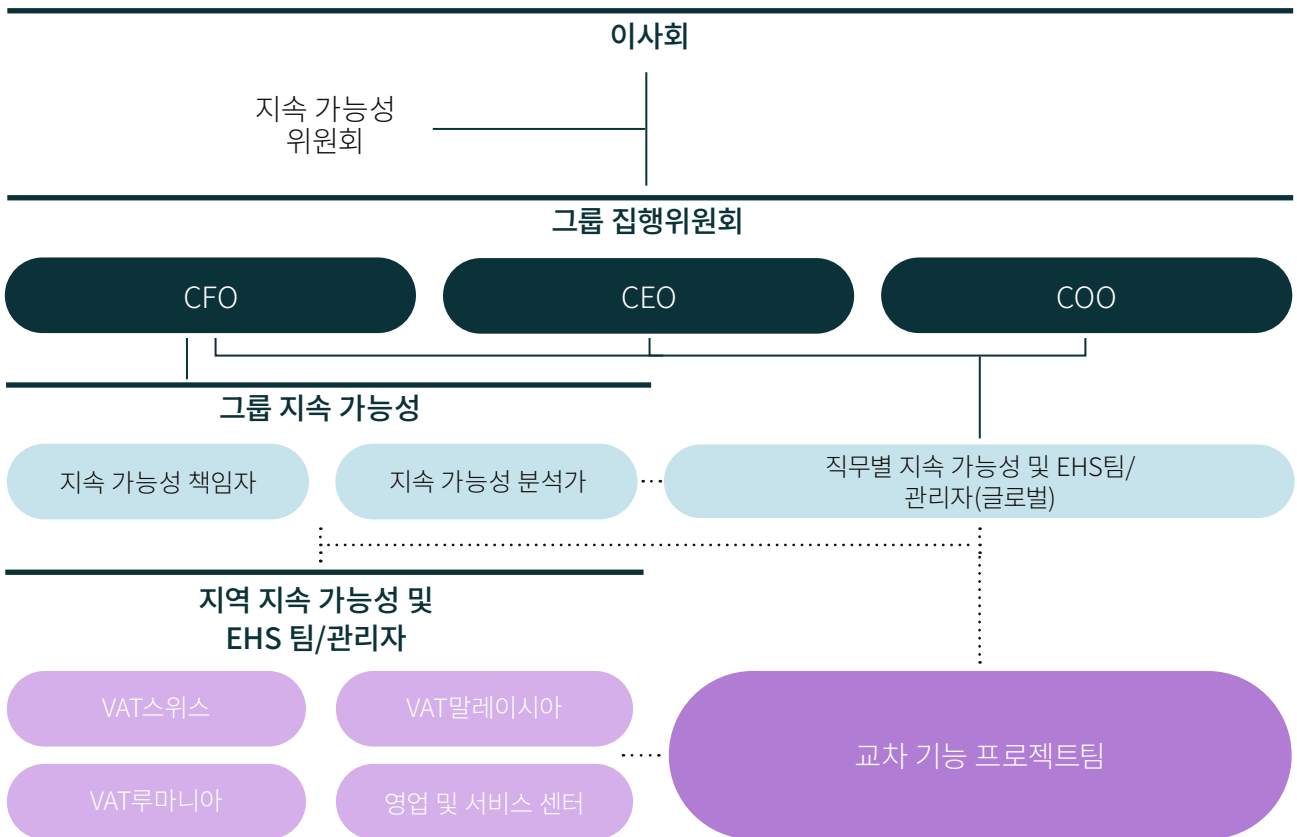 이사회
지속 가능성
위원회
그룹 집행위원회
CFO
CEO
COO
그룹 지속 가능성
지속 가능성 책임자
지속 가능성 분석가
직무별 지속 가능성 및 EHS팀/
관리자(글로벌)
지역 지속 가능성 및
EHS 팀/관리자
VAT스위스
VAT말레이시아
VAT루마니아
영업 및 서비스 센터
교차 기능 프로젝트팀